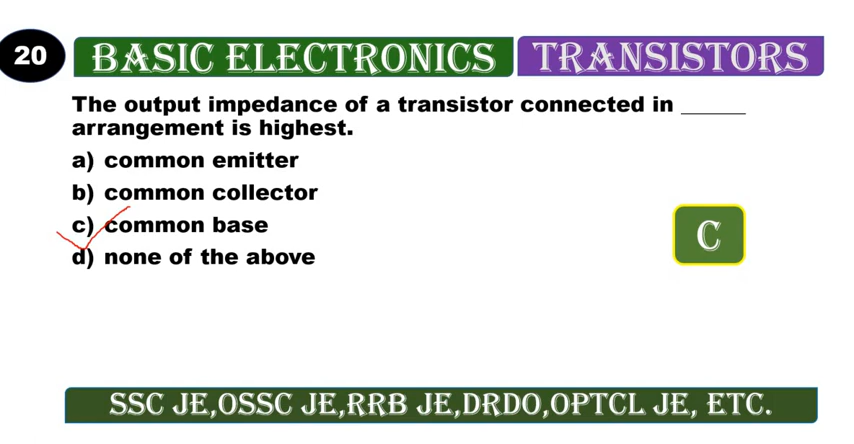 20
BASIC ELECTRONICS
TRANSISTORS
The output impedance of a transistor connected in ______
arrangement is highest.
a) common emitter
b) common collector
c) common base
d) none of the above
C
SSC JE,OSSC JE,RRB JE,DRDO,OPTCL JE, ETC.